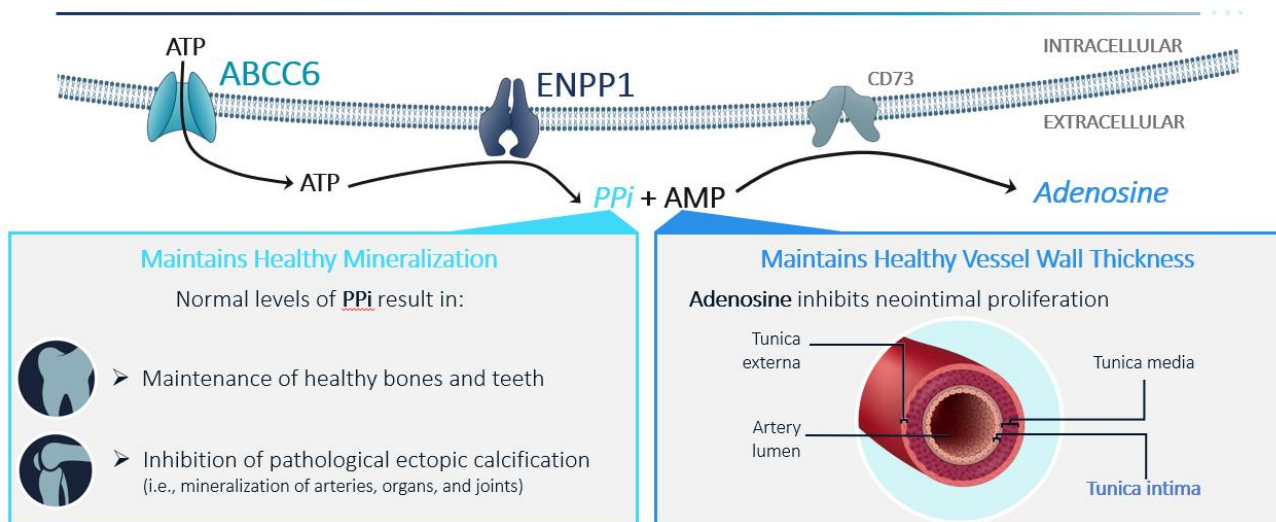 ATP
ABCC6
ENPP1
CD73
INTRACELLULAR
EXTRACELLULAR
ATP
PPi + AMP
Adenosine
Maintains Healthy Mineralization
Normal levels of PPi result in:
➤ Maintenance of healthy bones and teeth
➤ Inhibition of pathological ectopic calcification
(i.e., mineralization of arteries, organs, and joints)
Maintains Healthy Vessel Wall Thickness
Adenosine inhibits neointimal proliferation
Tunica
externa
Tunica media
Artery
lumen
Tunica intima